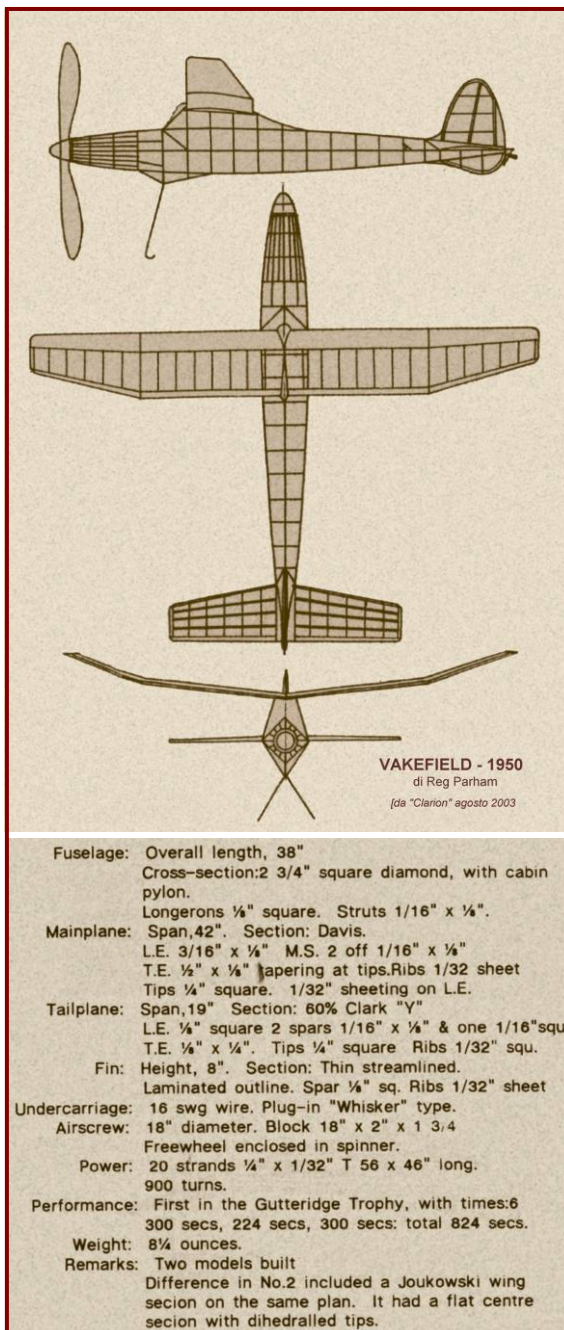 VAKEFIELD - 1950
di Reg Parham
[da "Clarion" agosto 2003
Fuselage: Overall length, 38"
Cross-section:2 3/4" square diamond, with cabin
pylon.
Longerons ⅛" square. Struts 1/16" x ⅛".
Mainplane: Span,42". Section: Davis.
L.E. 3/16" x ⅛" M.S. 2 off 1/16" x ⅛"
T.E. ½" x ⅛" tapering at tips.Ribs 1/32 sheet
Tips ¼" square. 1/32" sheeting on L.E.
Tailplane: Span,19" Section: 60% Clark "Y"
L.E. ⅛" square 2 spars 1/16" x ⅛" & one 1/16"squ
T.E. ⅛" x ¼". Tips ¼" square Ribs 1/32" squ.
Fin: Height, 8". Section: Thin streamlined.
Laminated outline. Spar ⅛" sq. Ribs 1/32" sheet
Undercarriage: 16 swg wire. Plug-in "Whisker" type.
Airscrew: 18" diameter. Block 18" x 2" x 1 3/4
Freewheel enclosed in spinner.
Power: 20 strands ¼" x 1/32" T 56 x 46" long.
900 turns.
Performance: First in the Gutteridge Trophy, with times:6
300 secs, 224 secs, 300 secs: total 824 secs.
Weight: 8¼ ounces.
Remarks: Two models built
Difference in No.2 included a Joukowski wing
secion on the same plan. It had a flat centre
secion with dihedralled tips.